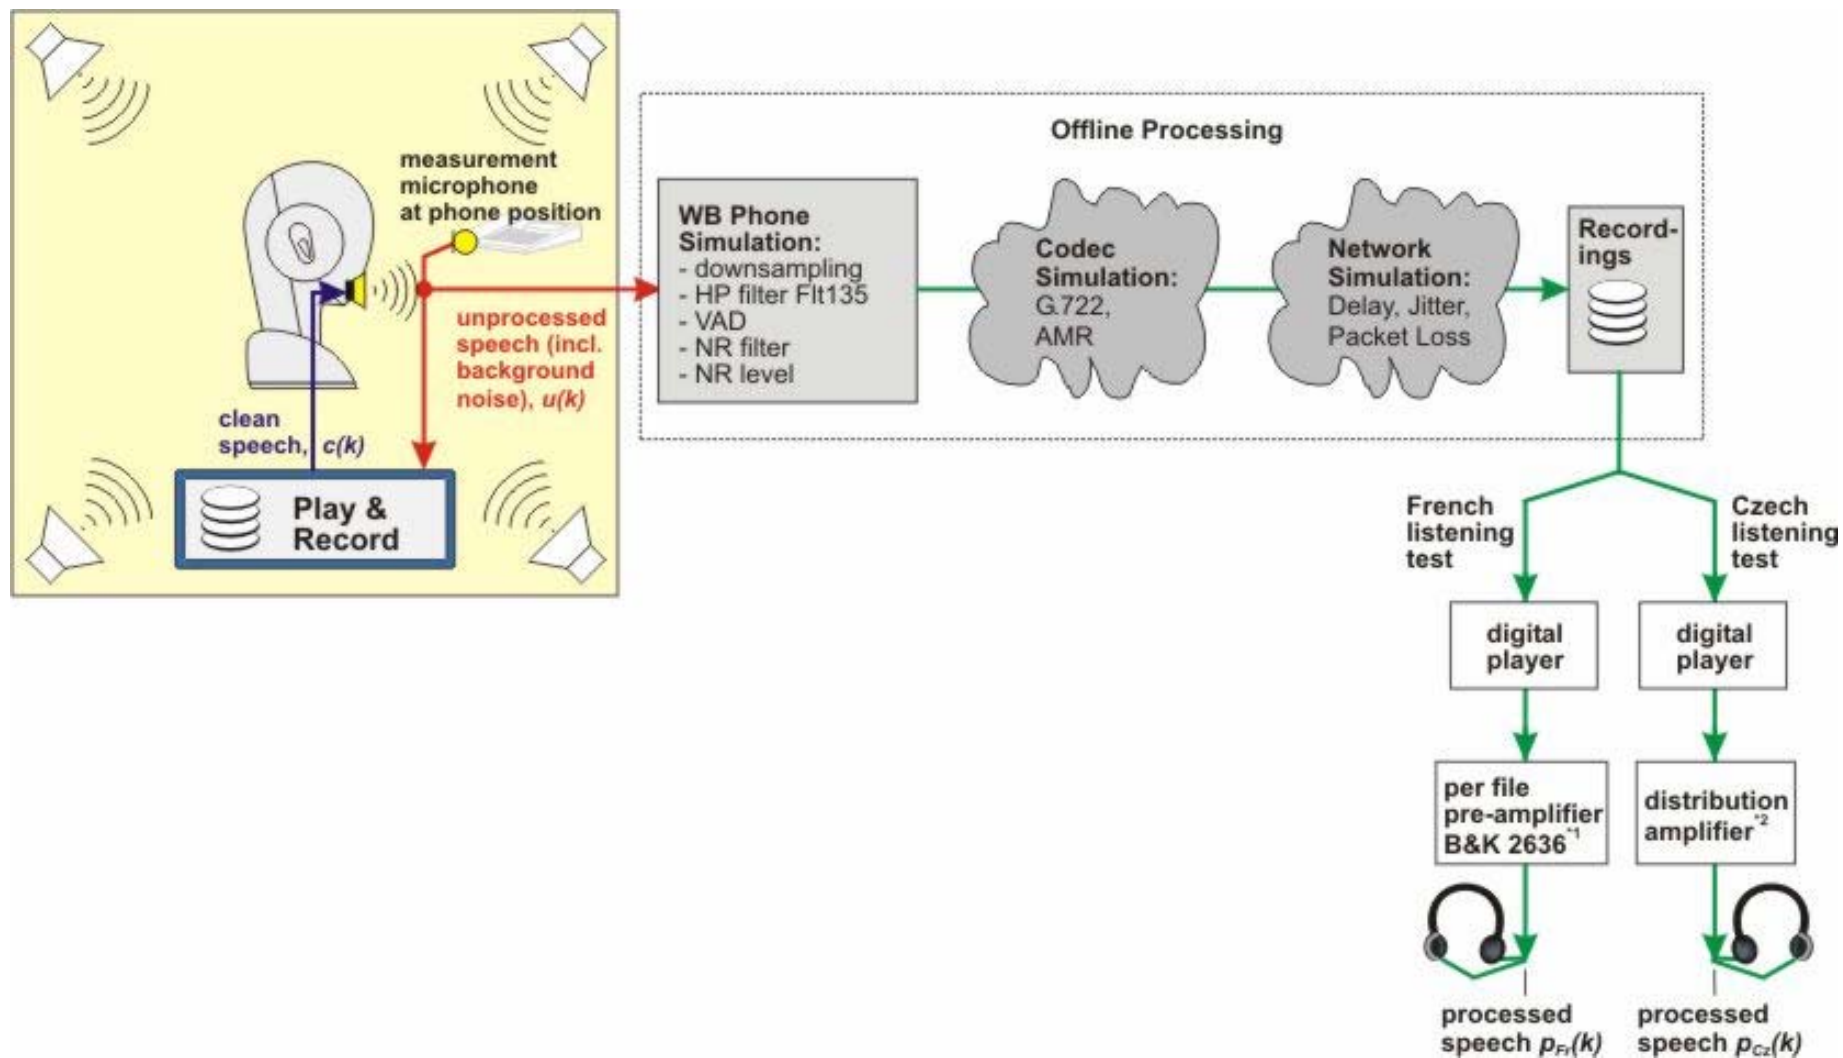 measurement
microphone
at phone position
unprocessed
speech (incl.
background
noise), u(k)
clean
speech, c(k)
Play &
Record
Offline Processing
WB Phone
Simulation:
- downsampling
- HP filter Flt135
- VAD
- NR filter
- NR level
Codec
Simulation:
G.722,
AMR
Network
Simulation:
Delay, Jitter,
Packet Loss
Record-
ings
French
listening
test
Czech
listening
test
digital
player
digital
player
per file
pre-amplifier
B&K 2636*1
distribution
amplifier*2
processed
speech pFr(k)
processed
speech pCz(k)